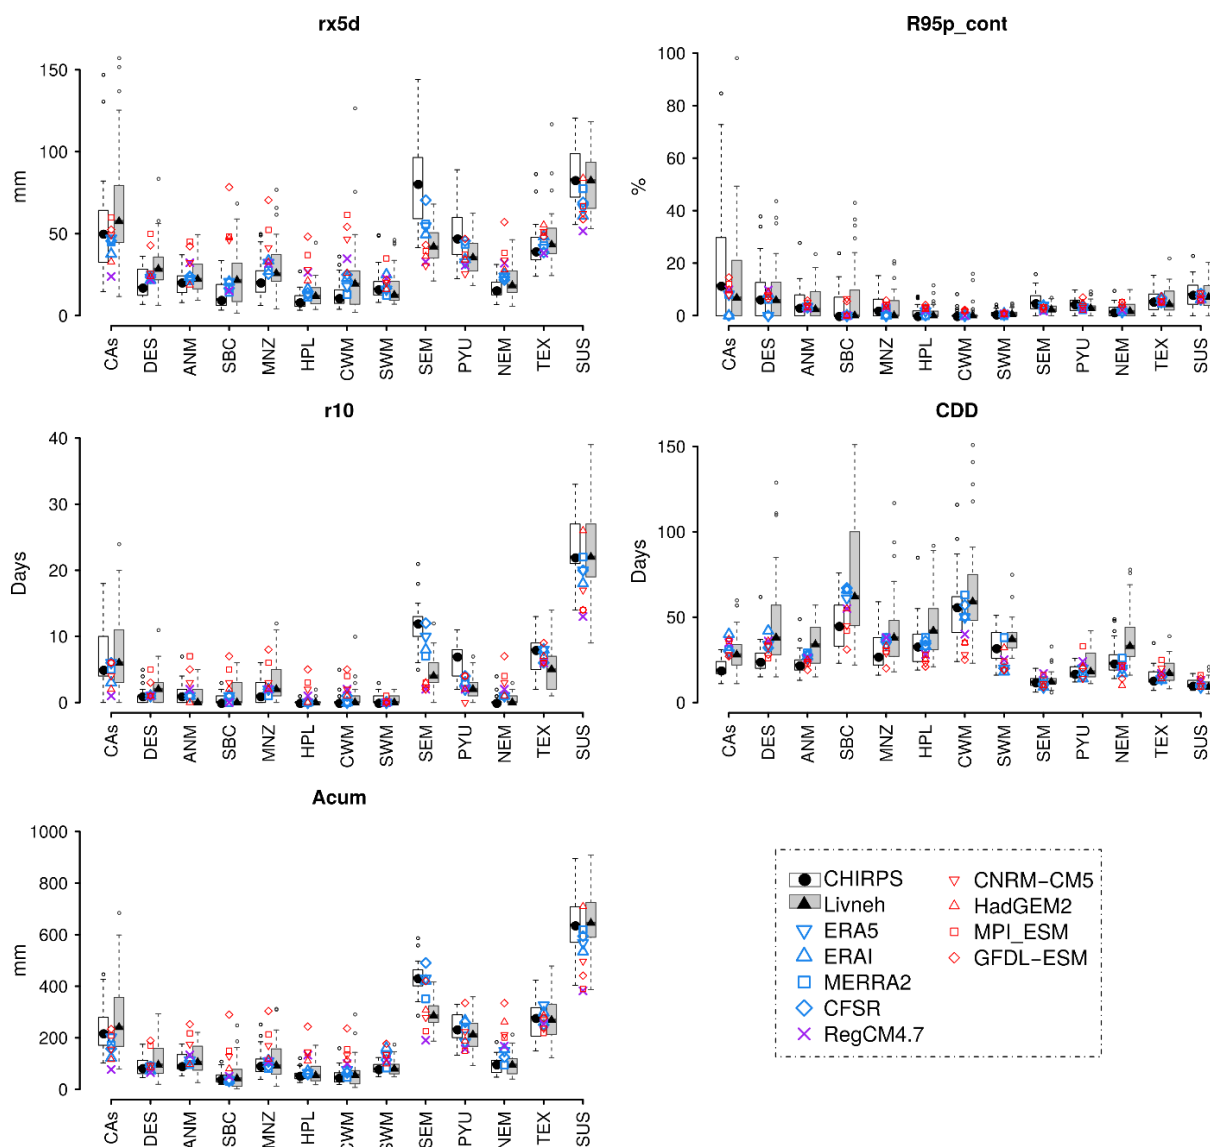 rx5d
R95p_cont
150
100
50
0
mm
CAs
DES
ANM
SBC
MNZ
HPL
CWM
SWM
SEM
PYU
NEM
TEX
SUS
100
80
60
40
20
0
%
CAs
DES
ANM
SBC
MNZ
HPL
CWM
SWM
SEM
PYU
NEM
TEX
SUS
r10
CDD
40
30
20
10
0
Days
CAs
DES
ANM
SBC
MNZ
HPL
CWM
SWM
SEM
PYU
NEM
TEX
SUS
150
100
50
0
Days
CAs
DES
ANM
SBC
MNZ
HPL
CWM
SWM
SEM
PYU
NEM
TEX
SUS
Acum
1000
800
600
400
200
0
mm
CAs
DES
ANM
SBC
MNZ
HPL
CWM
SWM
SEM
PYU
NEM
TEX
SUS
CHIRPS
Livneh
ERA5
ERAI
MERRA2
CFSR
RegCM4.7
CNRM−CM5
HadGEM2
MPI_ESM
GFDL−ESM